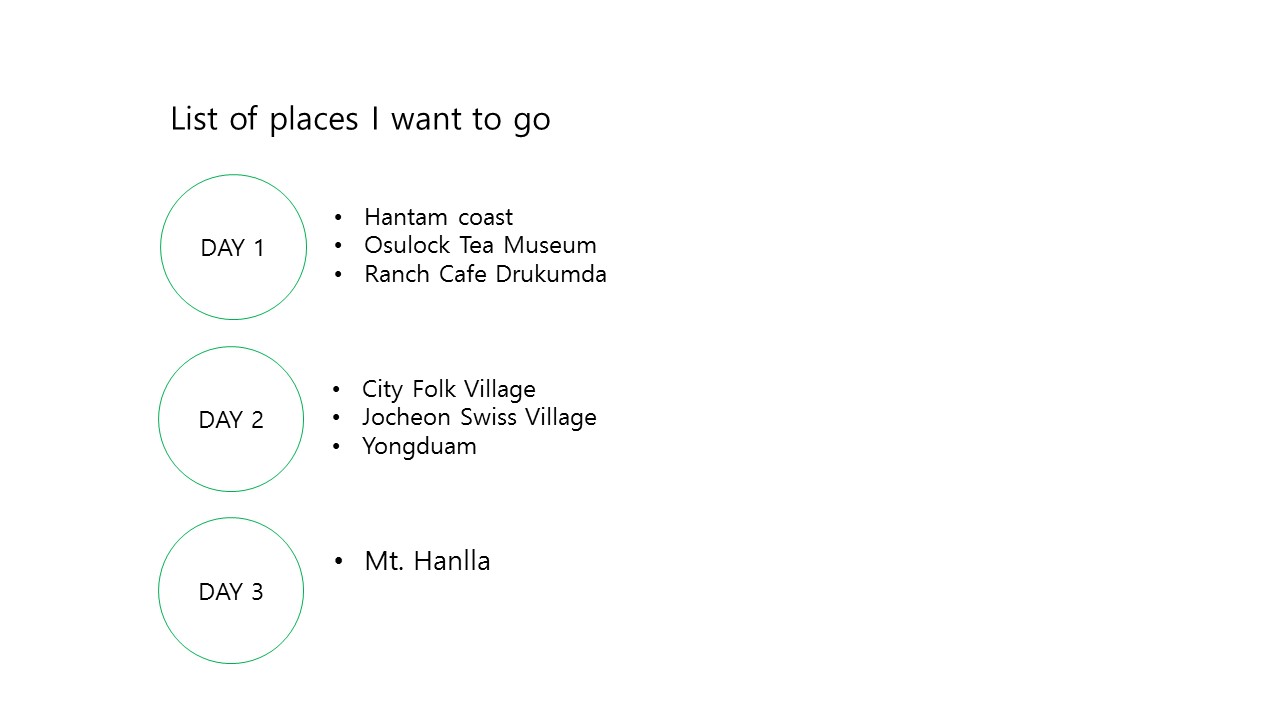 List of places I want to go
DAY 1
• Hantam coast
• Osulock Tea Museum
• Ranch Cafe Drukumda
DAY 2
• City Folk Village
• Jocheon Swiss Village
• Yongduam
DAY 3
• Mt. Hanlla